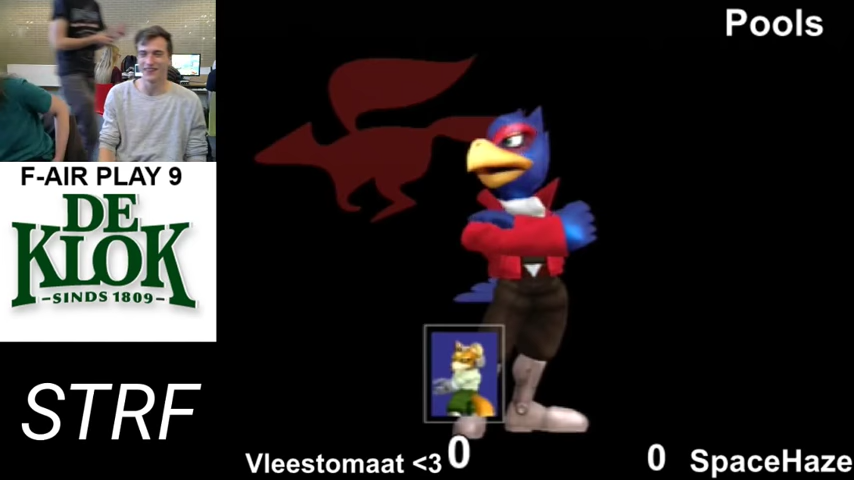 Pools
F-AIR PLAY 9
DE
KLOK
-SINDS 1809-
STRF
Vleestomaat <3 0
0 SpaceHaze